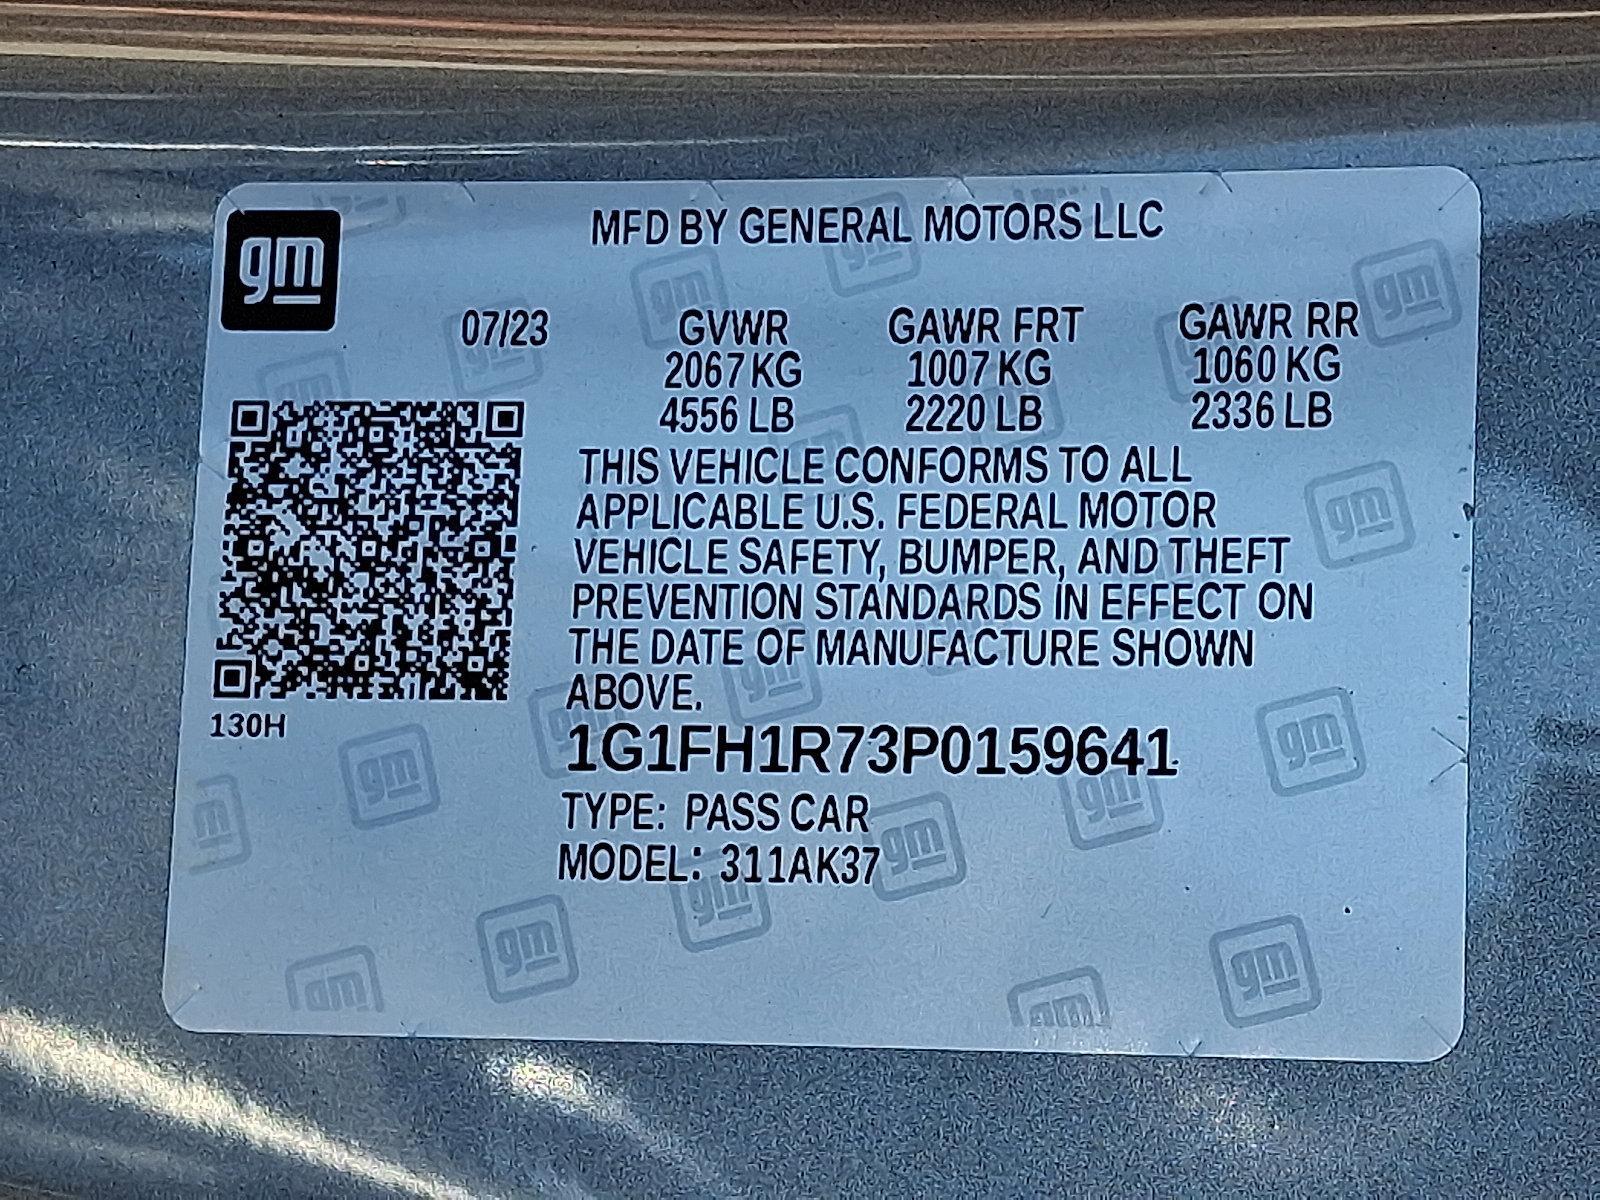 gm
MFD BY GENERAL MOTORS LLC
07/23 GVWR GAWR FRT GAWR RR
2067 KG 1007 KG 1060 KG
4556 LB 2220 LB 2336 LB
THIS VEHICLE CONFORMS TO ALL
APPLICABLE U.S. FEDERAL MOTOR
VEHICLE SAFETY, BUMPER, AND THEFT
PREVENTION STANDARDS IN EFFECT ON
THE DATE OF MANUFACTURE SHOWN
ABOVE.
130H
1G1FH1R73P0159641
TYPE: PASS CAR
MODEL: 311AK37